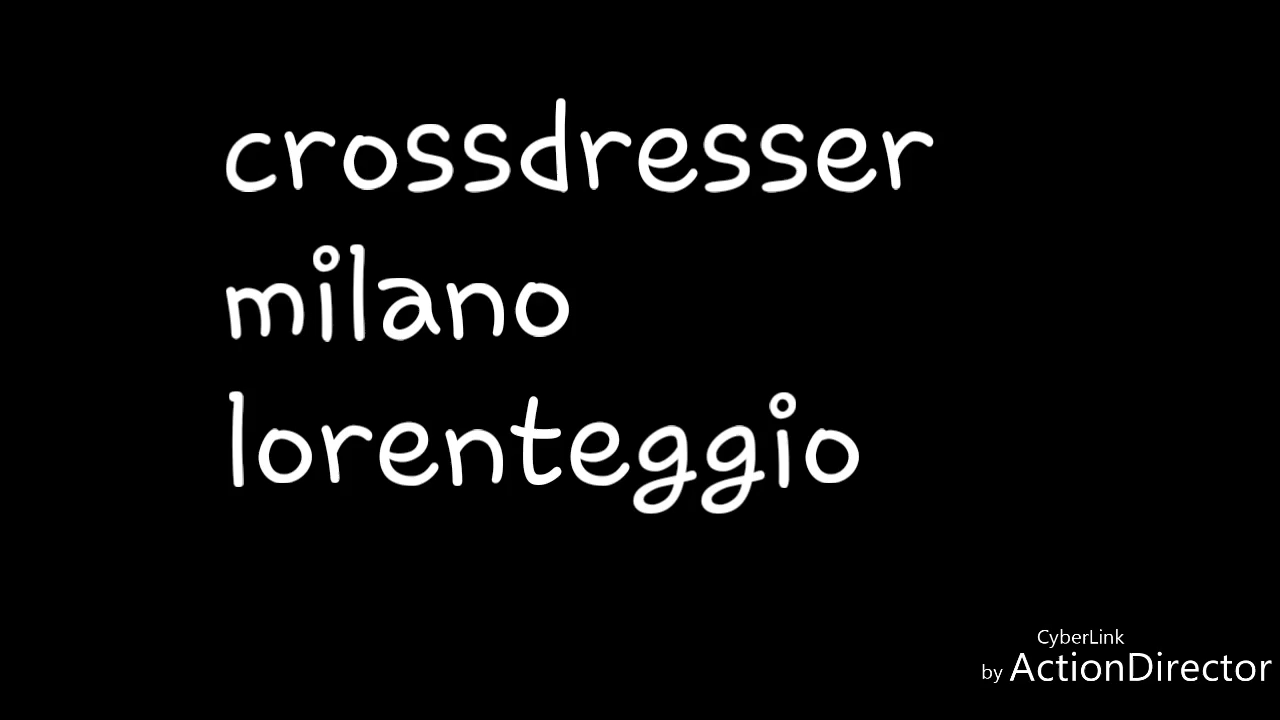 crossdresser
milano
lorenteggio
CyberLink
by ActionDirector